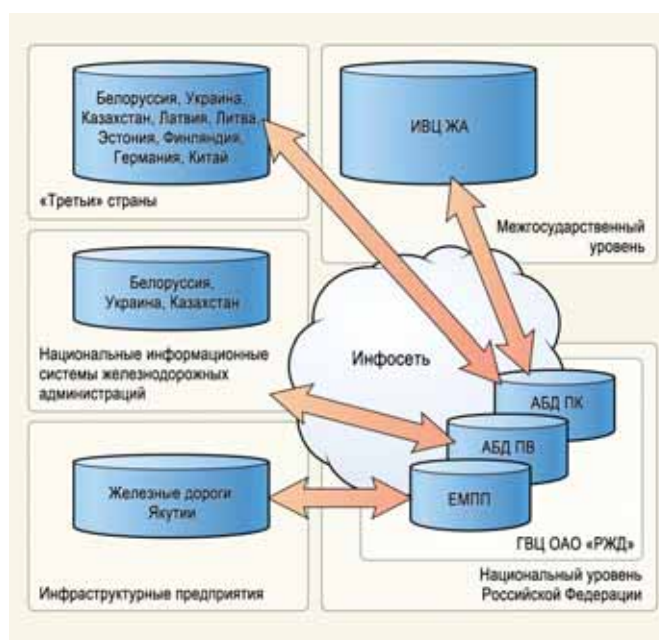 Белоруссия, Украина,
Казахстан, Латвия, Литва,
Эстония, Финляндия,
Германия, Китай
«Третьи» страны
ИВЦ ЖА
Межгосударственный
уровень
Белоруссия,
Украина, Казахстан
Национальные информационные
системы железнодорожных
администраций
Инфосеть
АБД ПК
АБД ПВ
ЕМПП
ГВЦ ОАО «РЖД»
Национальный уровень
Российской Федерации
Железные дороги
Якутии
Инфраструктурные предприятия